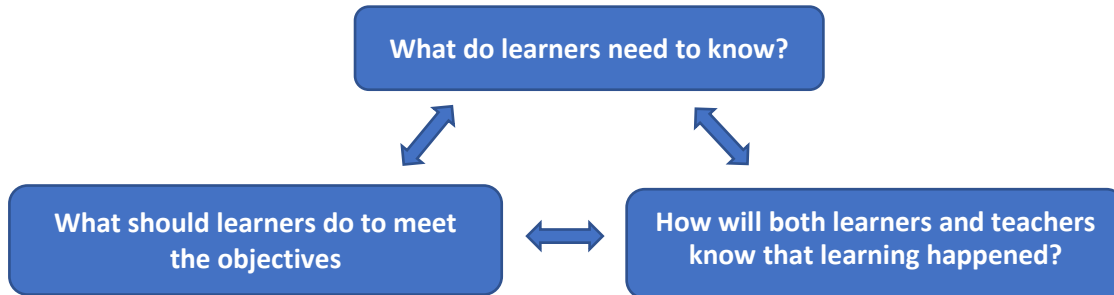 What do learners need to know?
What should learners do to meet
the objectives
How will both learners and teachers
know that learning happened?